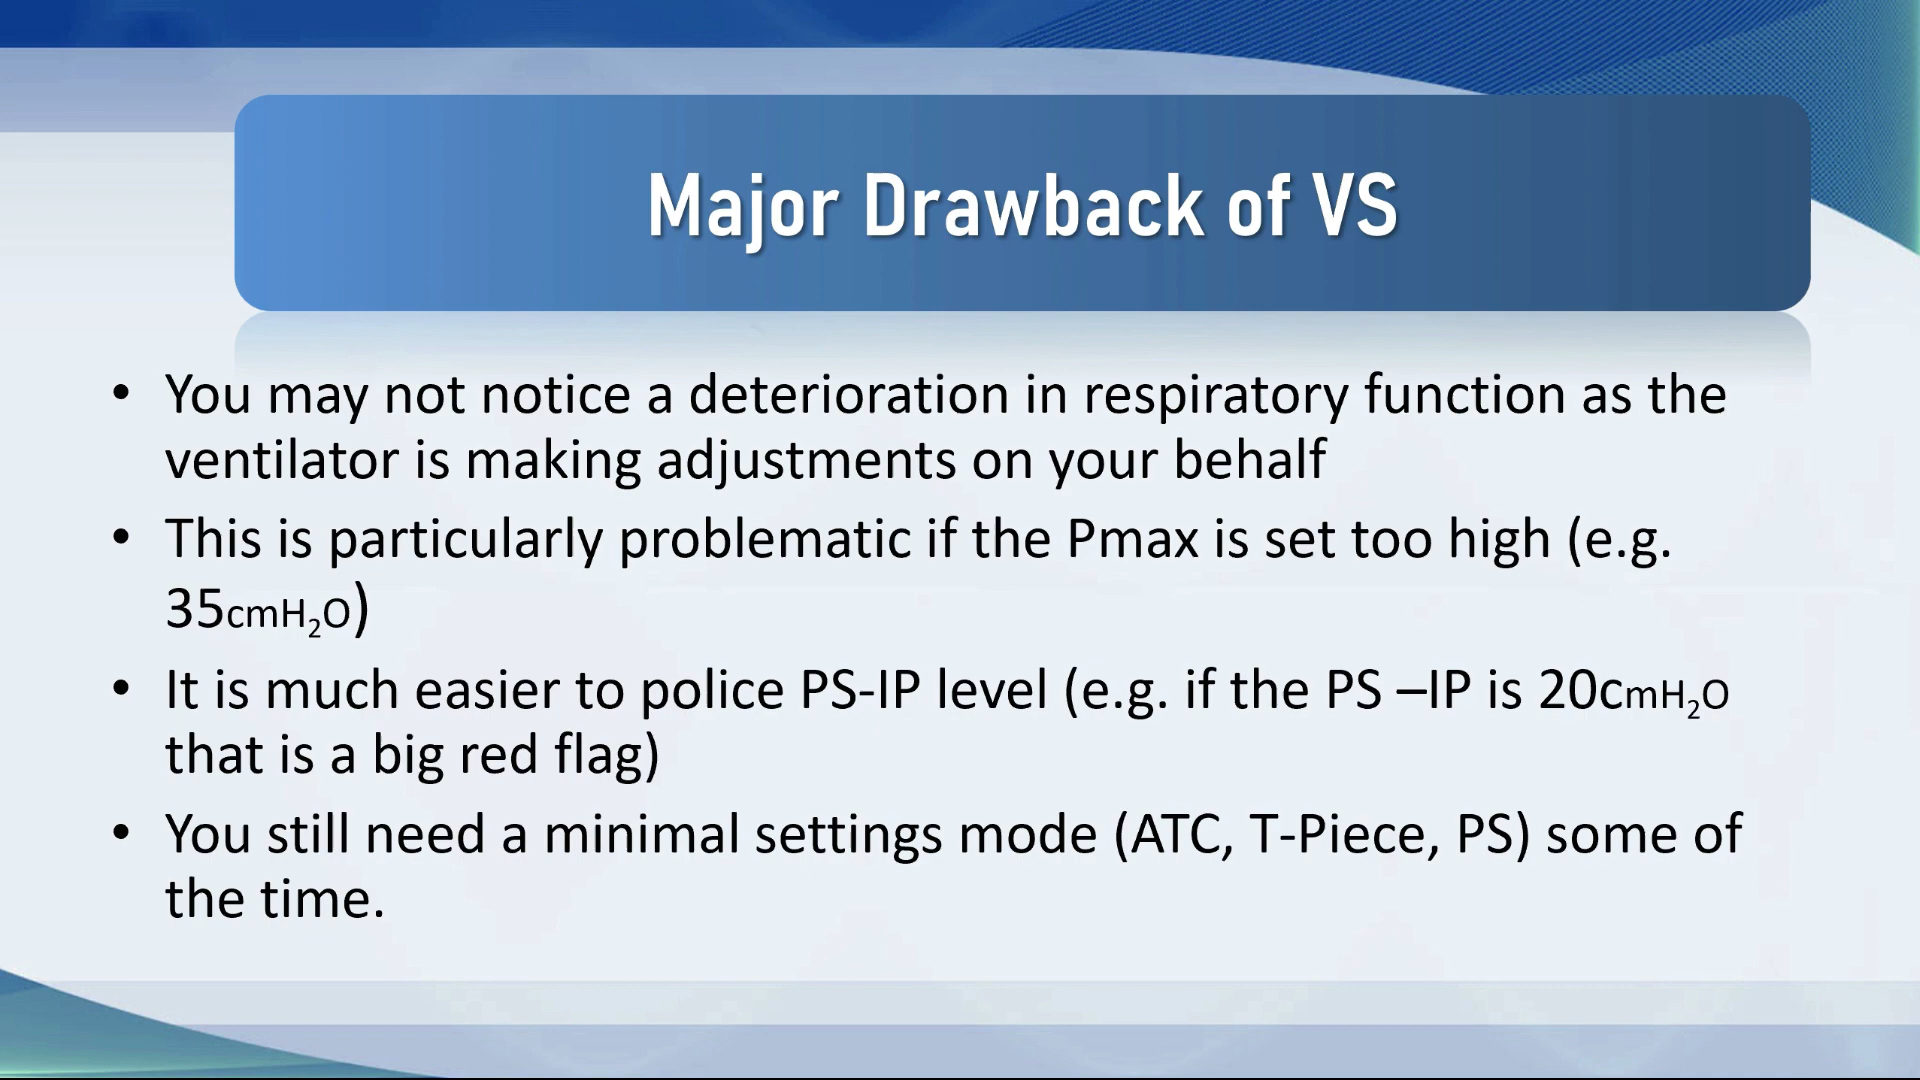 Major Drawback of VS
• You may not notice a deterioration in respiratory function as the
ventilator is making adjustments on your behalf
• This is particularly problematic if the Pmax is set too high (e.g.
35cmH₂O)
• It is much easier to police PS-IP level (e.g. if the PS –IP is 20cmH₂O
that is a big red flag)
• You still need a minimal settings mode (ATC, T-Piece, PS) some of
the time.